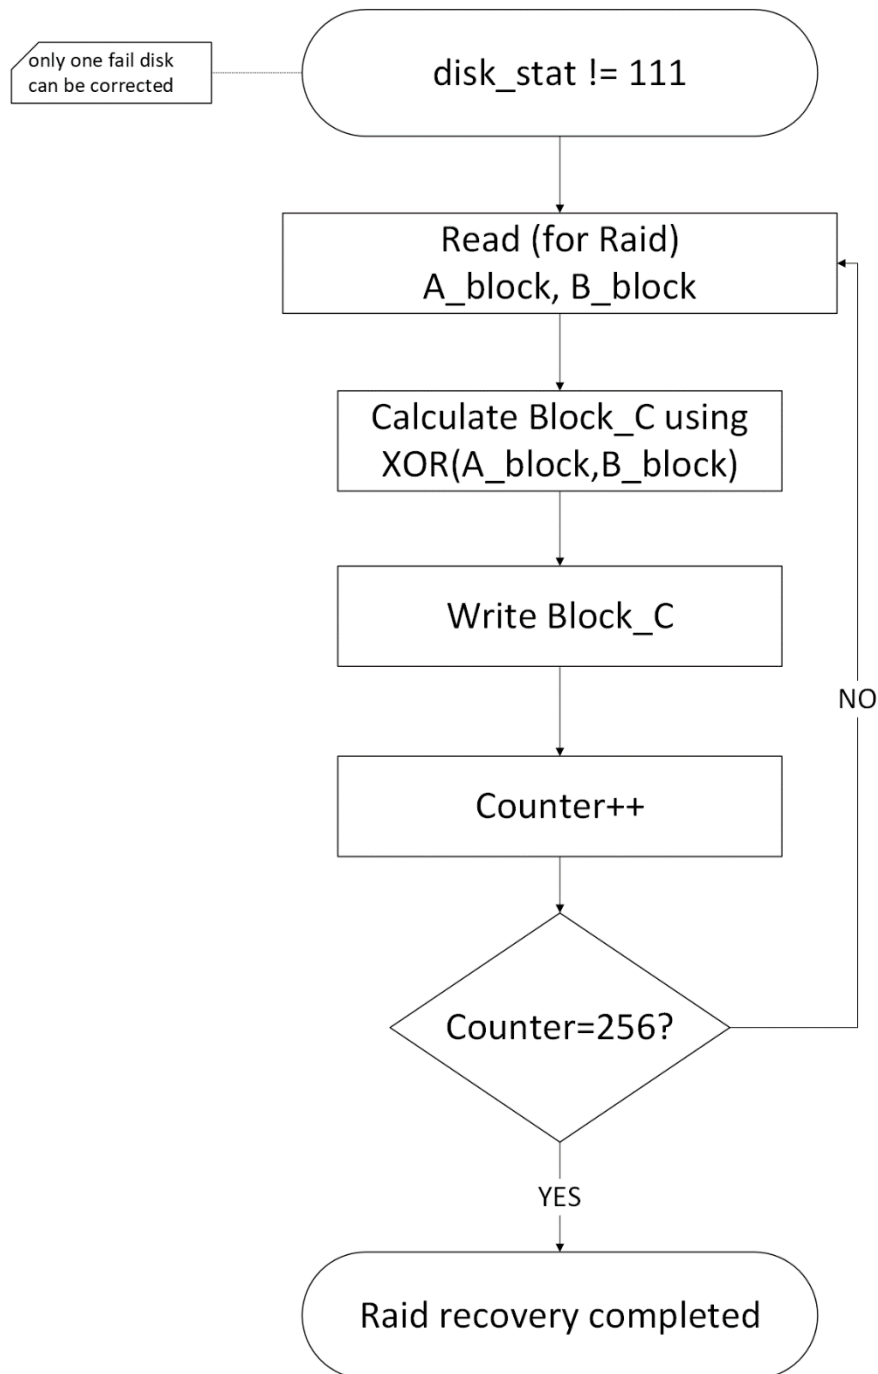 only one fail disk
can be corrected
disk_stat != 111
Read (for Raid)
A_block, B_block
Calculate Block_C using
XOR(A_block,B_block)
Write Block_C
NO
Counter++
Counter=256?
YES
Raid recovery completed